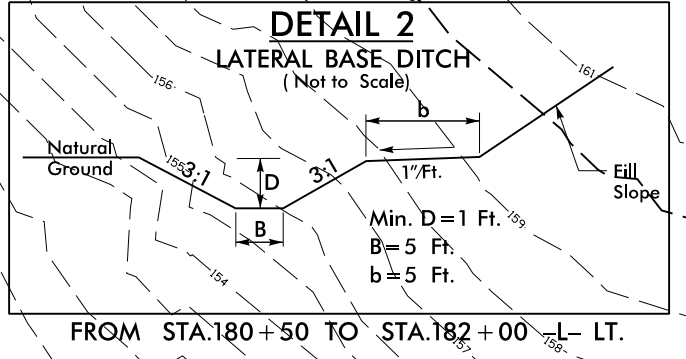 DETAIL 2
LATERAL BASE DITCH
( Not to Scale)
161
156
b
Natural
Ground
155
3:1
D
3:1
1"/Ft.
Fill
Slope
B
Min. D = 1 Ft.
B = 5 Ft.
b = 5 Ft.
159
154
FROM STA.180+50 TO STA.182+00 -L- LT.
157
158